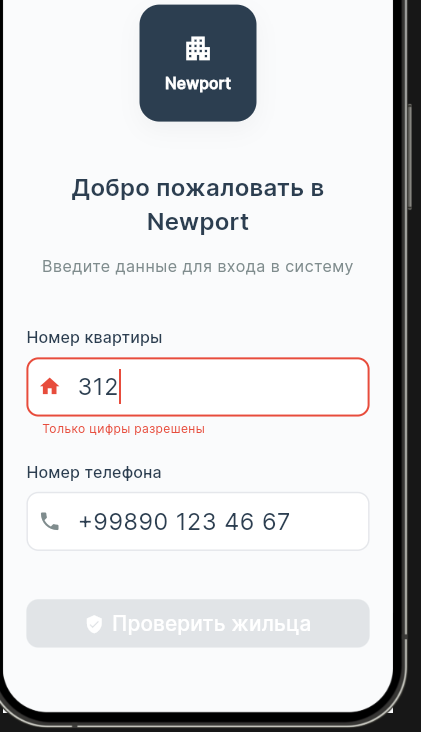 Newport
Добро пожаловать в
Newport
Введите данные для входа в систему
Номер квартиры
312
Только цифры разрешены
Номер телефона
+99890 123 46 67
Проверить жильца